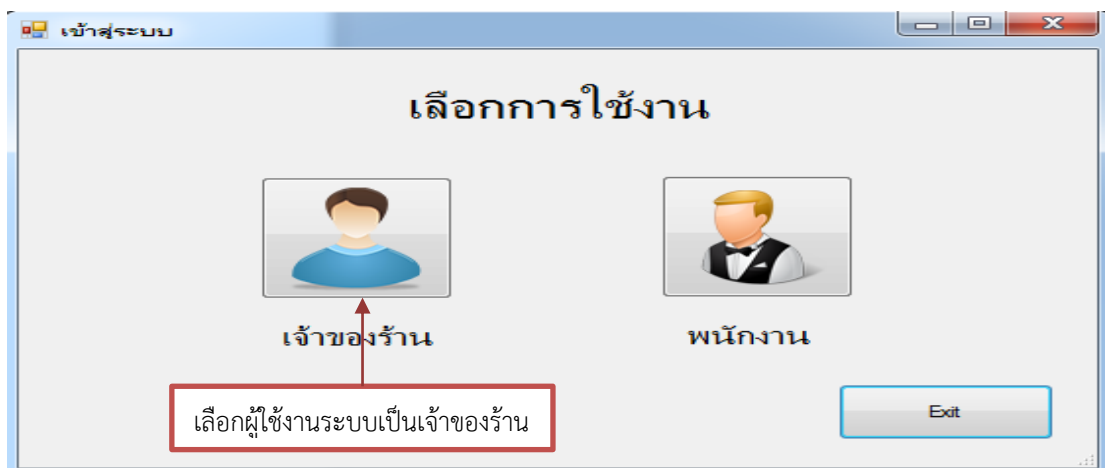 เข้าสู่ระบบ
เลือกการใช้งาน
เจ้าของร้าน
พนักงาน
เลือกผู้ใช้งานระบบเป็นเจ้าของร้าน
Exit